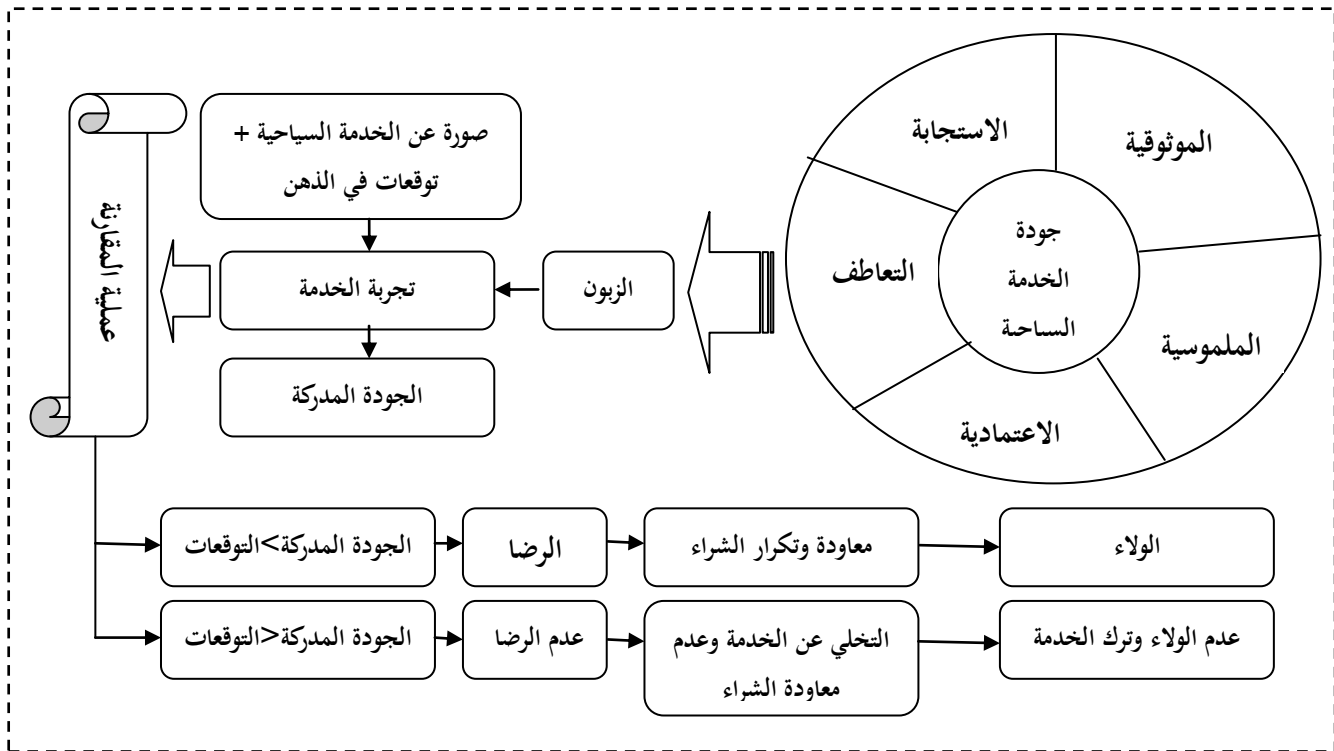 صورة عن الخدمة السياحية +
توقعات في الذهن
الاستجابة
الموثوقية
جودة
الخدمة
السياحية
التعاطف
الملموسية
الاعتمادية
الزبون
تجربة الخدمة
الجودة المدركة
عملية المقارنة
الجودة المدركة>التوقعات
الرضا
معاودة وتكرار الشراء
الولاء
الجودة المدركة<التوقعات
عدم الرضا
التخلي عن الخدمة وعدم
معاودة الشراء
عدم الولاء وترك الخدمة